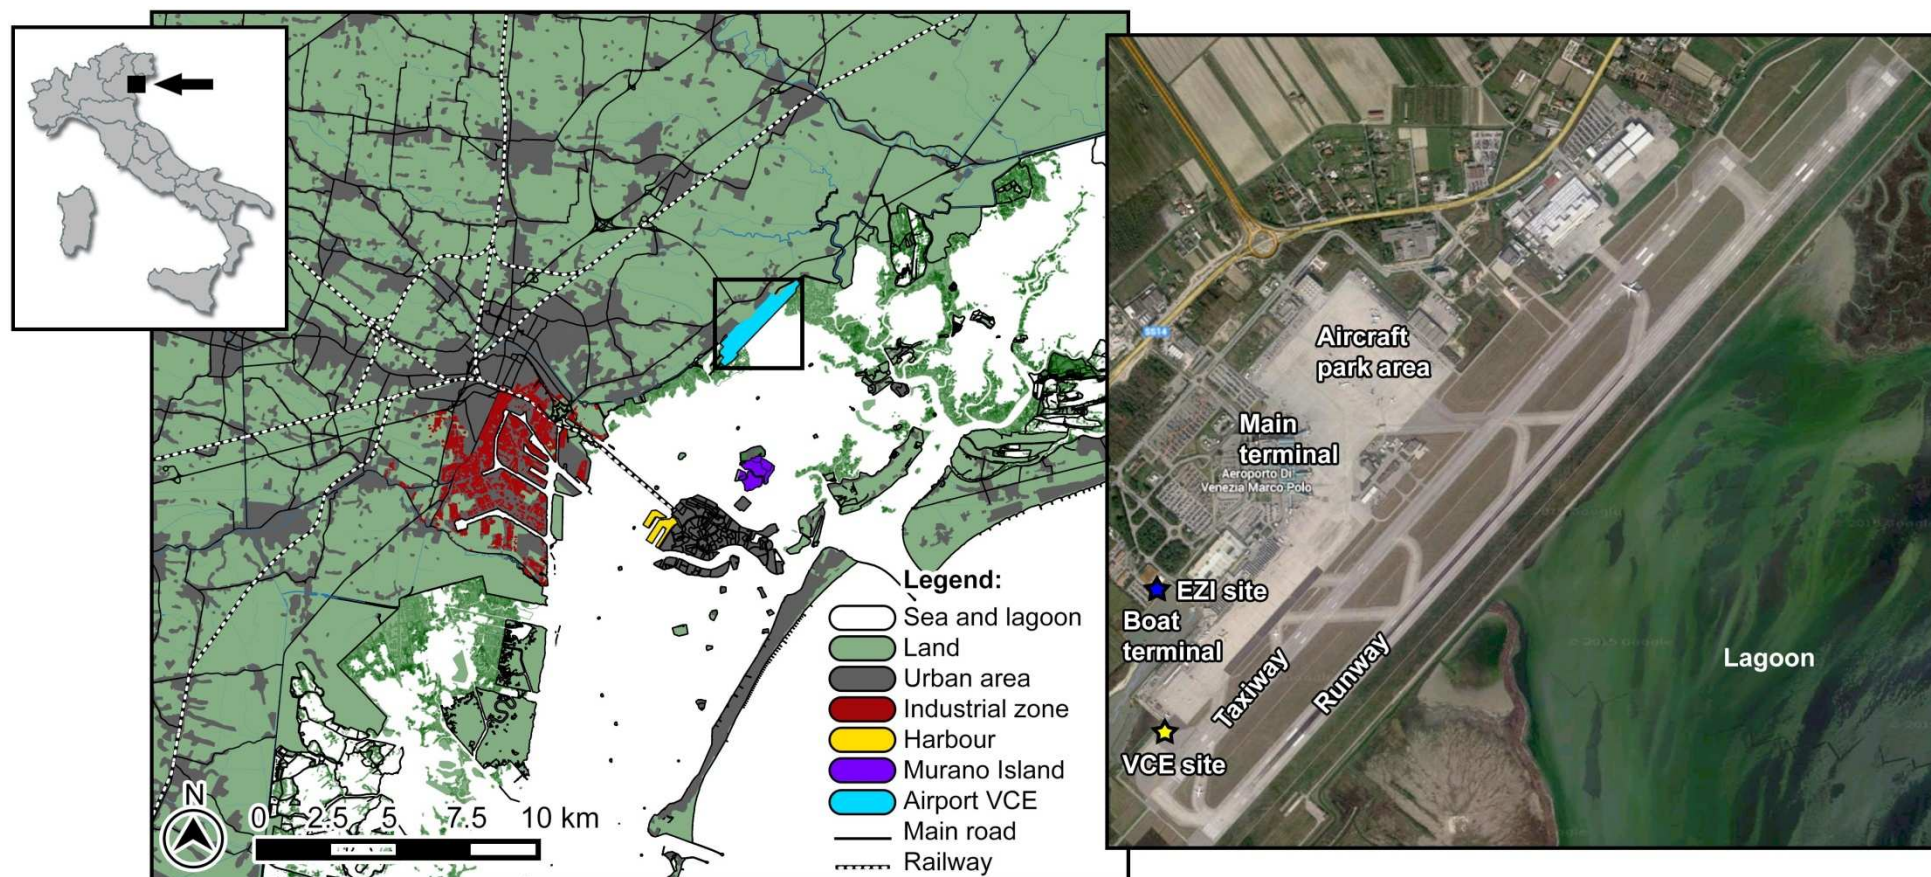 Legend:
Sea and lagoon
Land
Urban area
Industrial zone
Harbour
Murano Island
Airport VCE
Main road
Railway
N
0 2.5 5 7.5 10 km
SS14
Aircraft
park area
Main
terminal
Aeroporto Di
Venezia Marco Polo
EZI site
Boat
terminal
VCE site
Taxiway
Runway
Lagoon